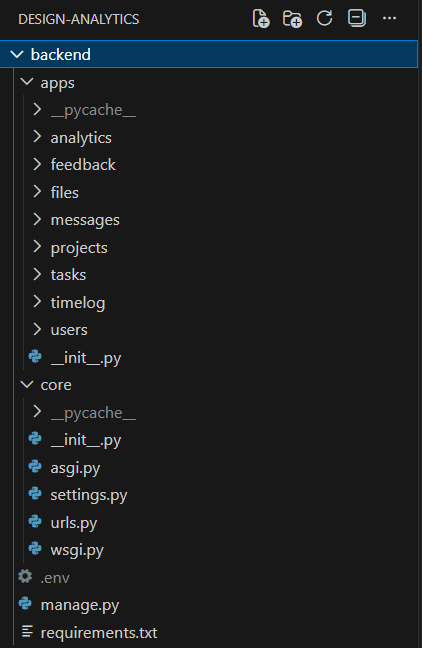 DESIGN-ANALYTICS
backend
apps
__pycache__
analytics
feedback
files
messages
projects
tasks
timelog
users
__init__.py
core
__pycache__
__init__.py
asgi.py
settings.py
urls.py
wsgi.py
.env
manage.py
requirements.txt